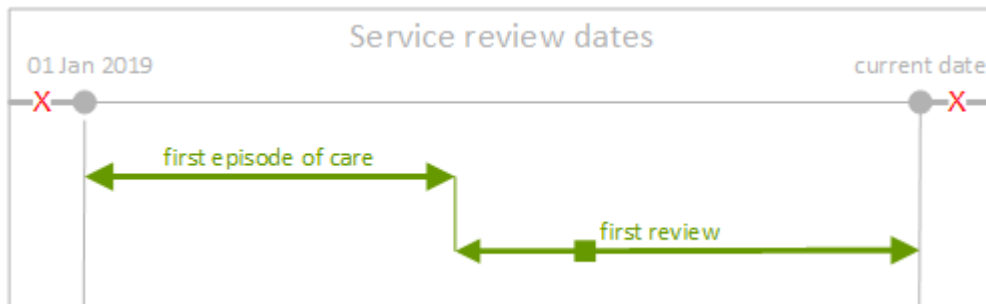 Service review dates
01 Jan 2019
current date
X
X
first episode of care
first review